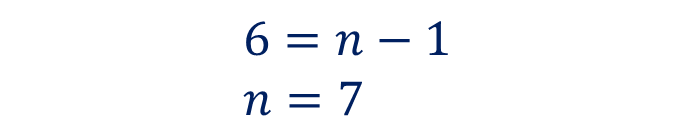 6 = n − 1
n = 7